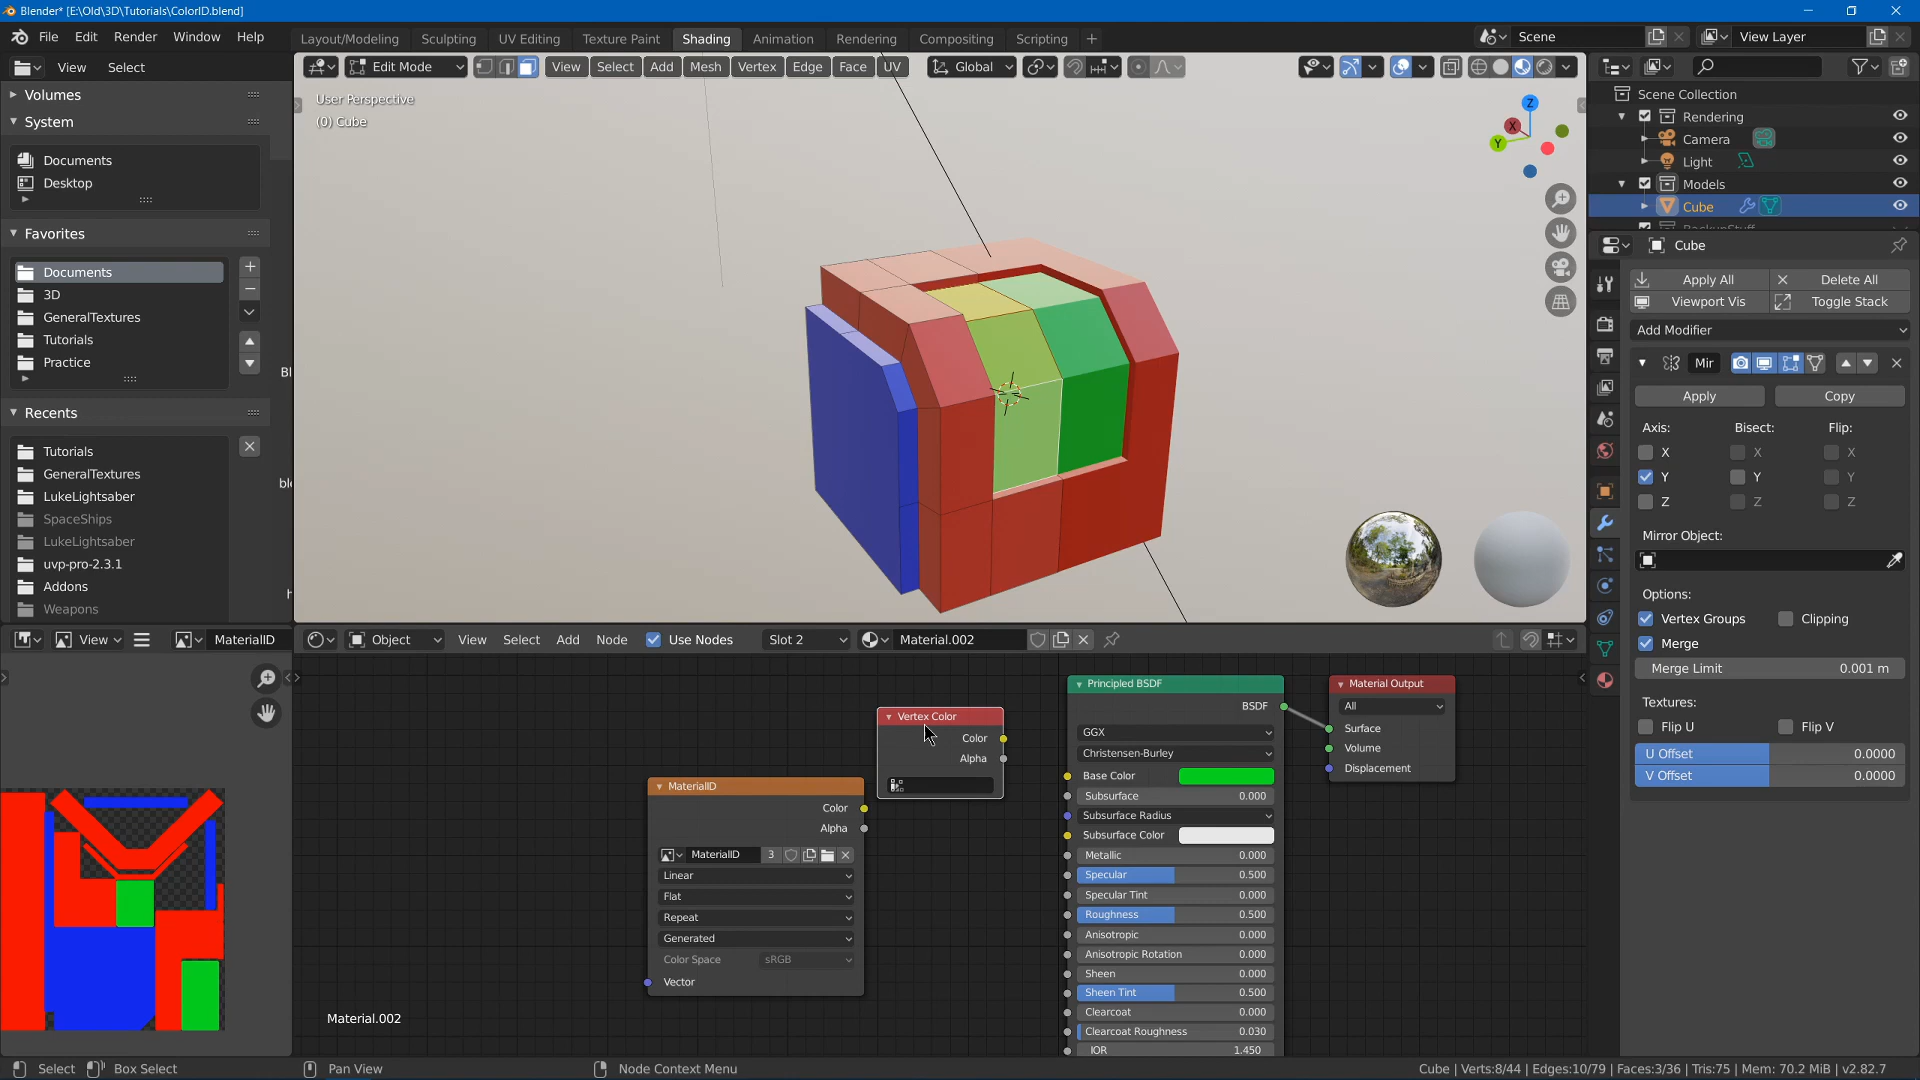 Blender* [E:\Old\3D\Tutorials\ColorID.blend]
File Edit Render Window Help
Layout/Modeling Sculpting UV Editing Texture Paint Shading Animation Rendering Compositing Scripting +
Scene View Layer
View Select
Volumes
System
Documents
Desktop
Favorites
Documents
3D
GeneralTextures
Tutorials
Practice
Recents
Tutorials
GeneralTextures
LukeLightsaber
SpaceShips
LukeLightsaber
uvp-pro-2.3.1
Addons
Weapons
Edit Mode View Select Add Mesh Vertex Edge Face UV Global
User Perspective
(0) Cube
Z
X
Y
Scene Collection
Rendering
Camera
Light
Models
Cube
Cube
Apply All Delete All
Viewport Vis Toggle Stack
Add Modifier
Mir
Apply Copy
Axis: Bisect: Flip:
X X X
Y Y Y
Z Z Z
Mirror Object:
Options:
Vertex Groups Clipping
Merge
Merge Limit 0.001 m
Textures:
Flip U Flip V
U Offset 0.0000
V Offset 0.0000
View MaterialID
Object View Select Add Node Use Nodes Slot 2 Material.002
Vertex Color
Color
Alpha
MaterialID
Color
Alpha
MaterialID 3
Linear
Flat
Repeat
Generated
Color Space sRGB
Vector
Principled BSDF
BSDF
GGX
Christensen-Burley
Base Color
Subsurface 0.000
Subsurface Radius
Subsurface Color
Metallic 0.000
Specular 0.500
Specular Tint 0.000
Roughness 0.500
Anisotropic 0.000
Anisotropic Rotation 0.000
Sheen 0.000
Sheen Tint 0.500
Clearcoat 0.000
Clearcoat Roughness 0.030
IOR 1.450
Material Output
All
Surface
Volume
Displacement
Material.002
Select Box Select Pan View Node Context Menu
Cube | Verts:8/44 | Edges:10/79 | Faces:3/36 | Tris:75 | Mem: 70.2 MiB | v2.82.7